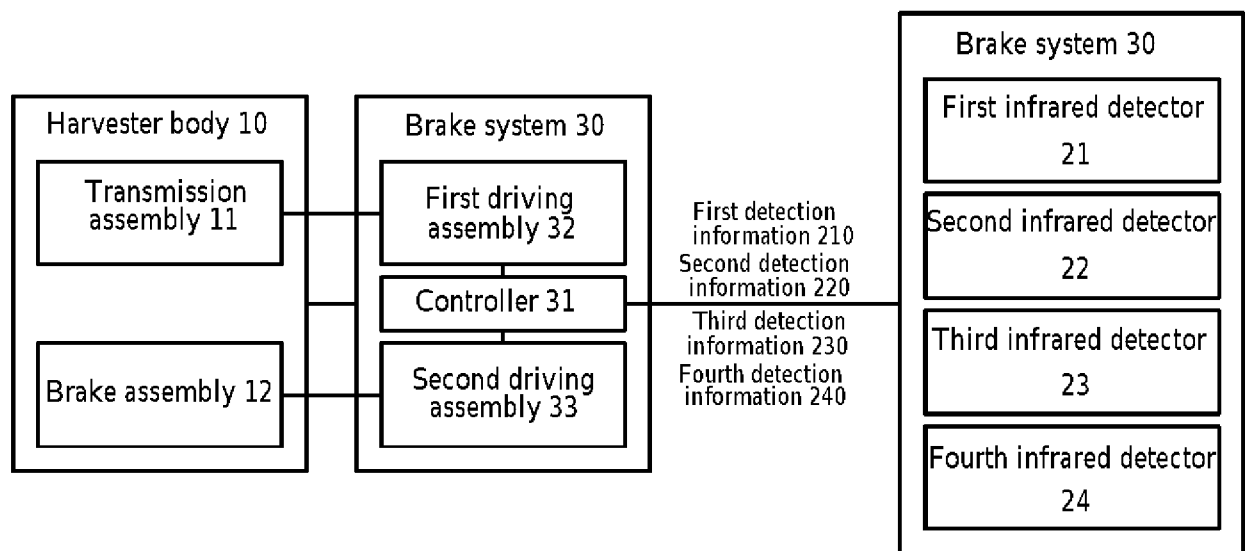 Harvester body 10
Transmission
assembly 11
Brake assembly 12
Brake system 30
First driving
assembly 32
Controller 31
Second driving
assembly 33
First detection
information 210
Second detection
information 220
Third detection
information 230
Fourth detection
information 240
Brake system 30
First infrared detector
21
Second infrared detector
22
Third infrared detector
23
Fourth infrared detector
24